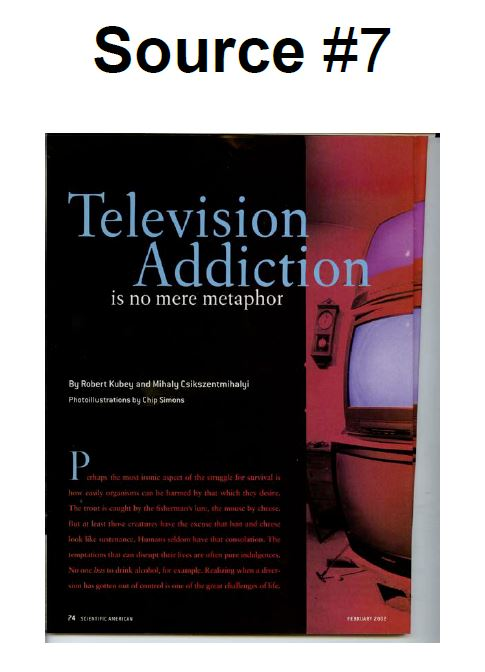 Source #7
Television
Addiction
is no mere metaphor
By Robert Kubey and Mihaly Csikszentmihalyi
Photoillustrations by Chip Simons
Perhaps the most ironic aspect of the struggle for survival is
how easily organisms can be harmed by that which they desire.
The trout is caught by the fisherman's lure, the mouse by cheese.
But at least those creatures have the excuse that bait and cheese
look like sustenance. Humans seldom have that consolation. The
temptations that can disrupt their lives are often pure indulgences.
No one has to drink alcohol, for example. Realizing when a diver-
sion has gotten out of control is one of the great challenges of life.
74 SCIENTIFIC AMERICAN
FEBRUARY 2002